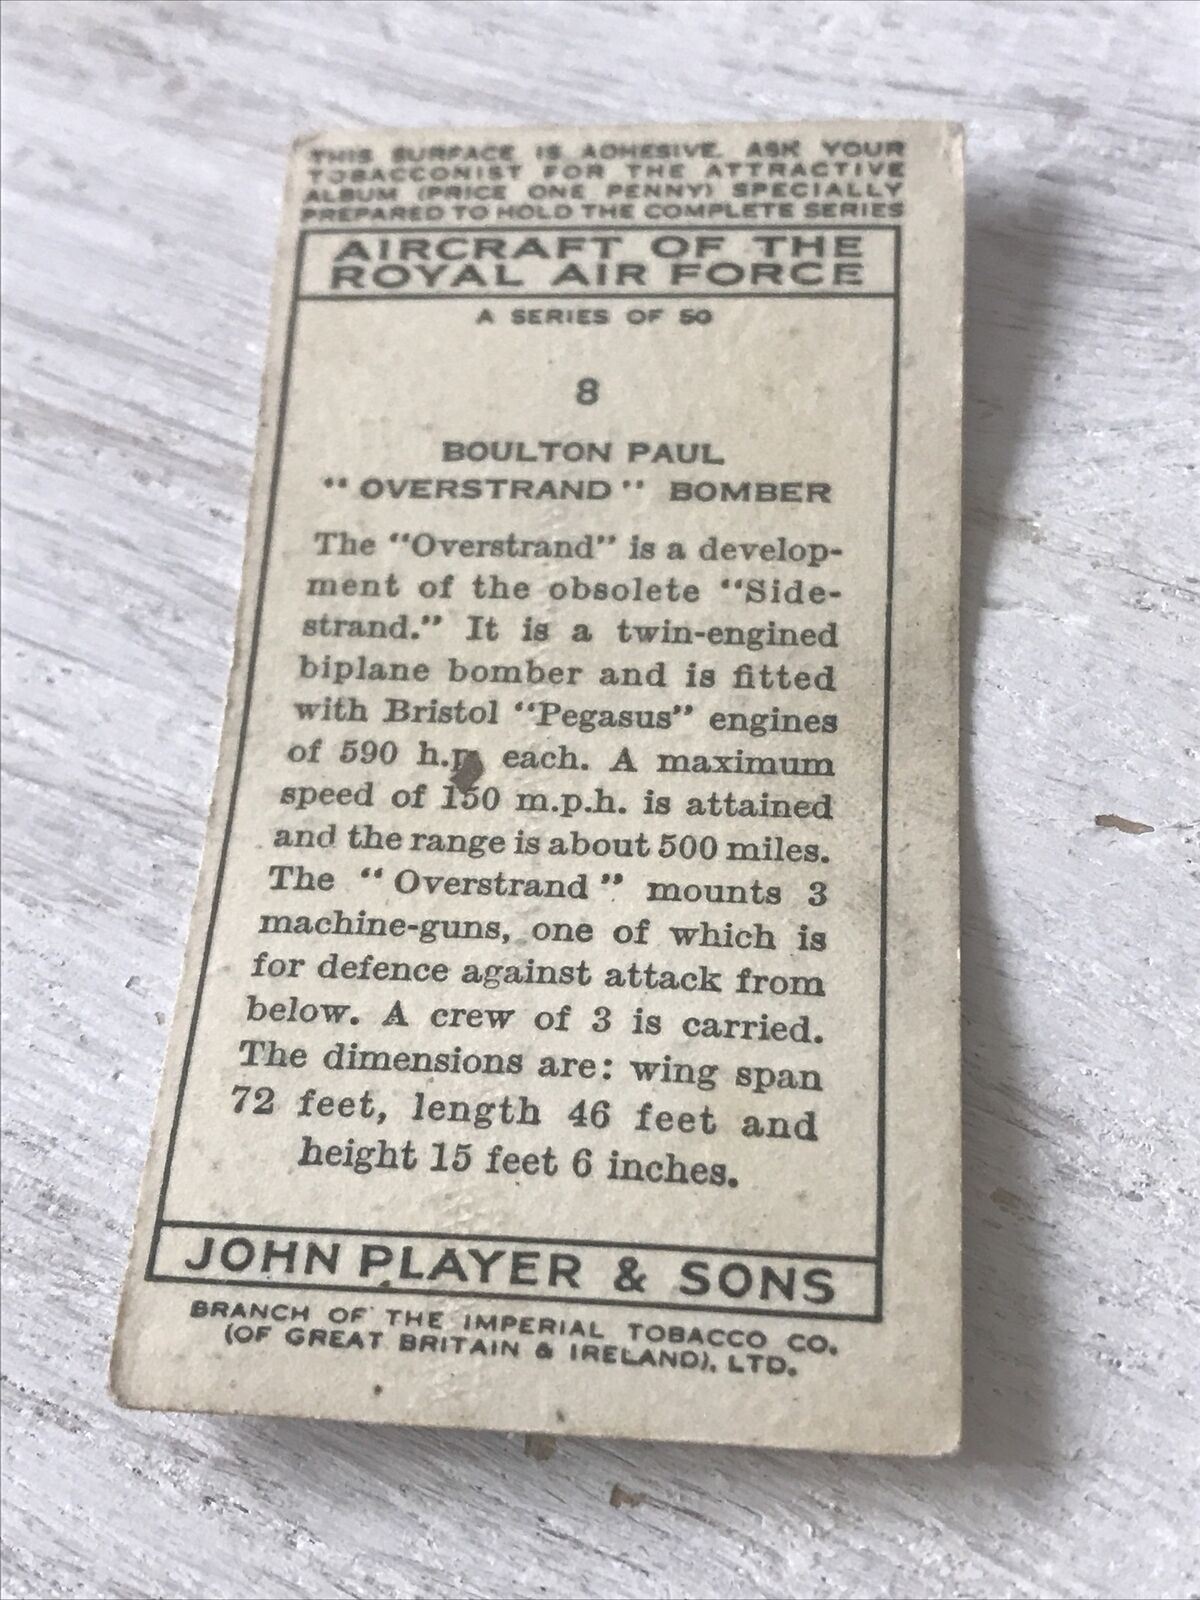 THIS SURFACE IS ADHESIVE. ASK YOUR
TOBACCONIST FOR THE ATTRACTIVE
ALBUM (PRICE ONE PENNY) SPECIALLY
PREPARED TO HOLD THE COMPLETE SERIES
AIRCRAFT OF THE
ROYAL AIR FORCE
A SERIES OF 50
8
BOULTON PAUL
"OVERSTRAND" BOMBER
The "Overstrand" is a develop-
ment of the obsolete "Side-
strand." It is a twin-engined
biplane bomber and is fitted
with Bristol "Pegasus" engines
of 590 h.p. each. A maximum
speed of 150 m.p.h. is attained
and the range is about 500 miles.
The "Overstrand" mounts 3
machine-guns, one of which is
for defence against attack from
below. A crew of 3 is carried.
The dimensions are: wing span
72 feet, length 46 feet and
height 15 feet 6 inches.
JOHN PLAYER & SONS
BRANCH OF THE IMPERIAL TOBACCO CO.
(OF GREAT BRITAIN & IRELAND), LTD.